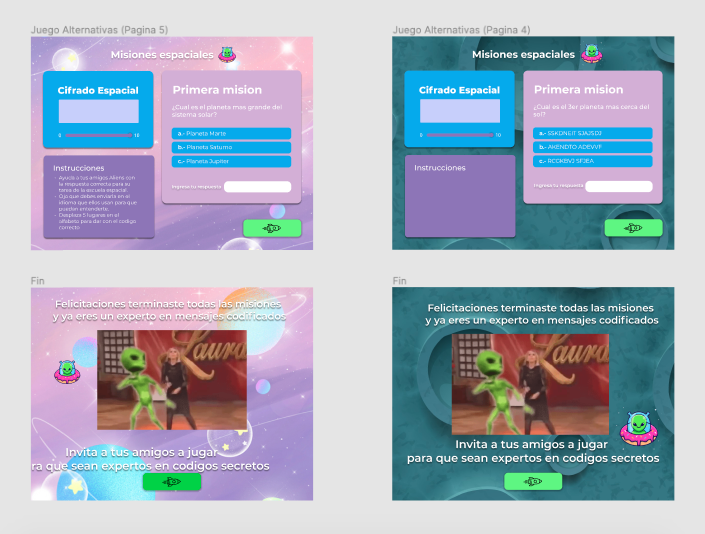 Juego Alternativas (Pagina 5)
Misiones espaciales
Cifrado Espacial
0
10
Primera mision
¿Cual es el planeta mas grande del
sistema solar?
a.- Planeta Marte
b.- Planeta Saturno
c.- Planeta Jupiter
Ingresa tu respuesta
Instrucciones
- Ayuda a tus amigos Aliens con
la respuesta correcta para su
tarea de la escuela espacial.
- Ojo que debes enviarla en el
idioma que ellos usan para que
puedan entenderte.
- Desplaza 5 lugares en el
alfabeto para dar con el codigo
correcto
Juego Alternativas (Pagina 4)
Misiones espaciales
Cifrado Espacial
0
10
Primera mision
¿Cual es el 3er planeta mas cerca del
sol?
a.- SSKDNEIT SJAJSDJ
b.- AKENDTO ADEVVF
c.- RCOKBVJ SFJEA
Ingresa tu respuesta
Instrucciones
Fin
Felicitaciones terminaste todas las misiones
y ya eres un experto en mensajes codificados
Laura
Invita a tus amigos a jugar
ra que sean expertos en codigos secretos
Fin
Felicitaciones terminaste todas las misiones
y ya eres un experto en mensajes codificados
Laura
Invita a tus amigos a jugar
para que sean expertos en codigos secretos